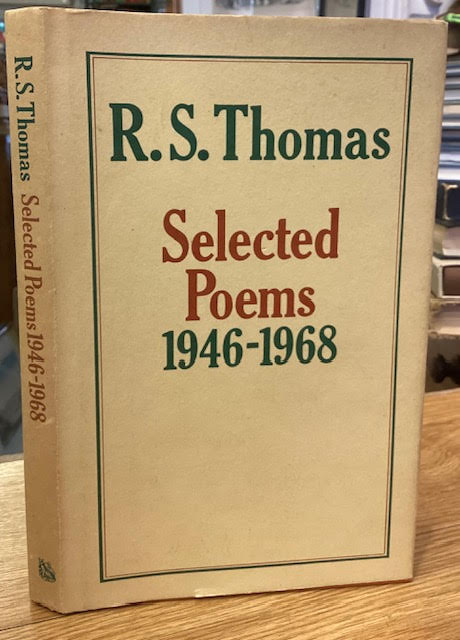 R.S.Thomas Selected Poems 1946-1968
R.S.Thomas
Selected
Poems
1946-1968